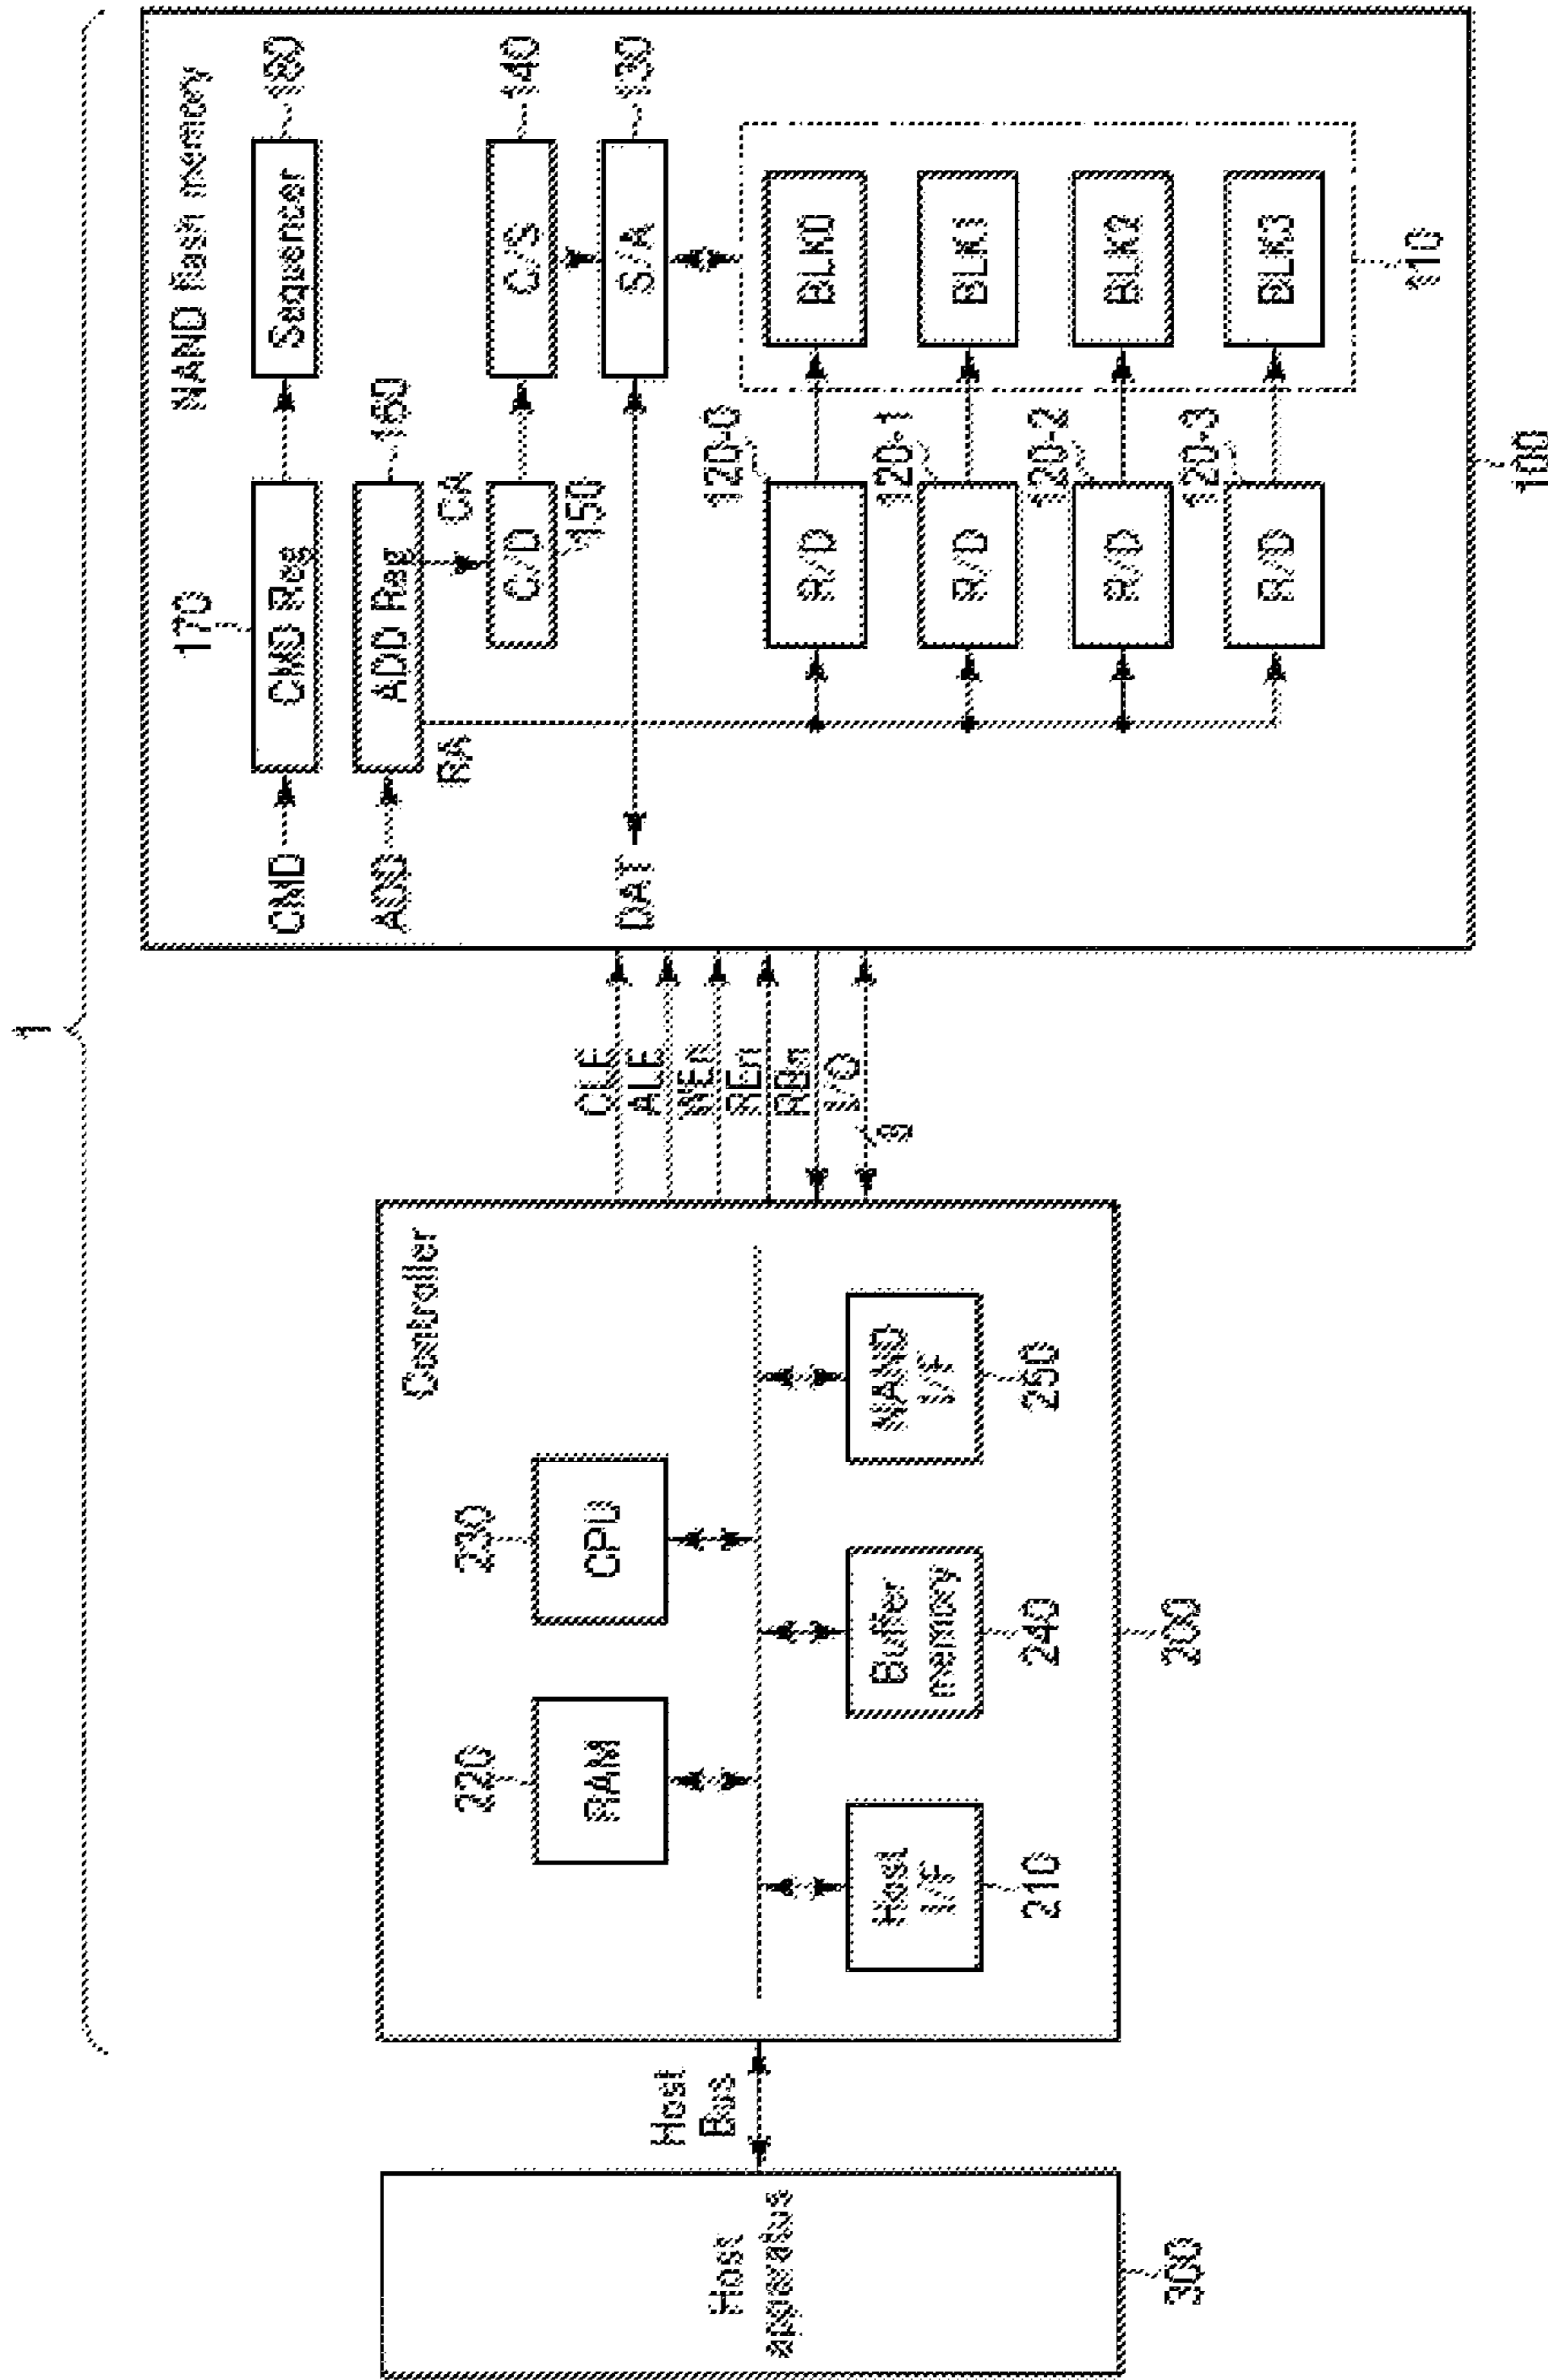 1
NAND flash memory
170
CMD
CMD Reg
Sequencer
180
ADD
ADD Reg
160
RA
CA
C/D
150
C/S
140
DAT
S/A
130
120-0
R/D
BLK0
120-1
R/D
BLK1
120-2
R/D
BLK2
120-3
R/D
BLK3
110
100
CLE
ALE
WEn
REn
RBn
I/O
8
Controller
220
RAM
230
CPU
Host
I/F
210
Buffer
memory
240
NAND
I/F
250
200
Host
Bus
Host
apparatus
300